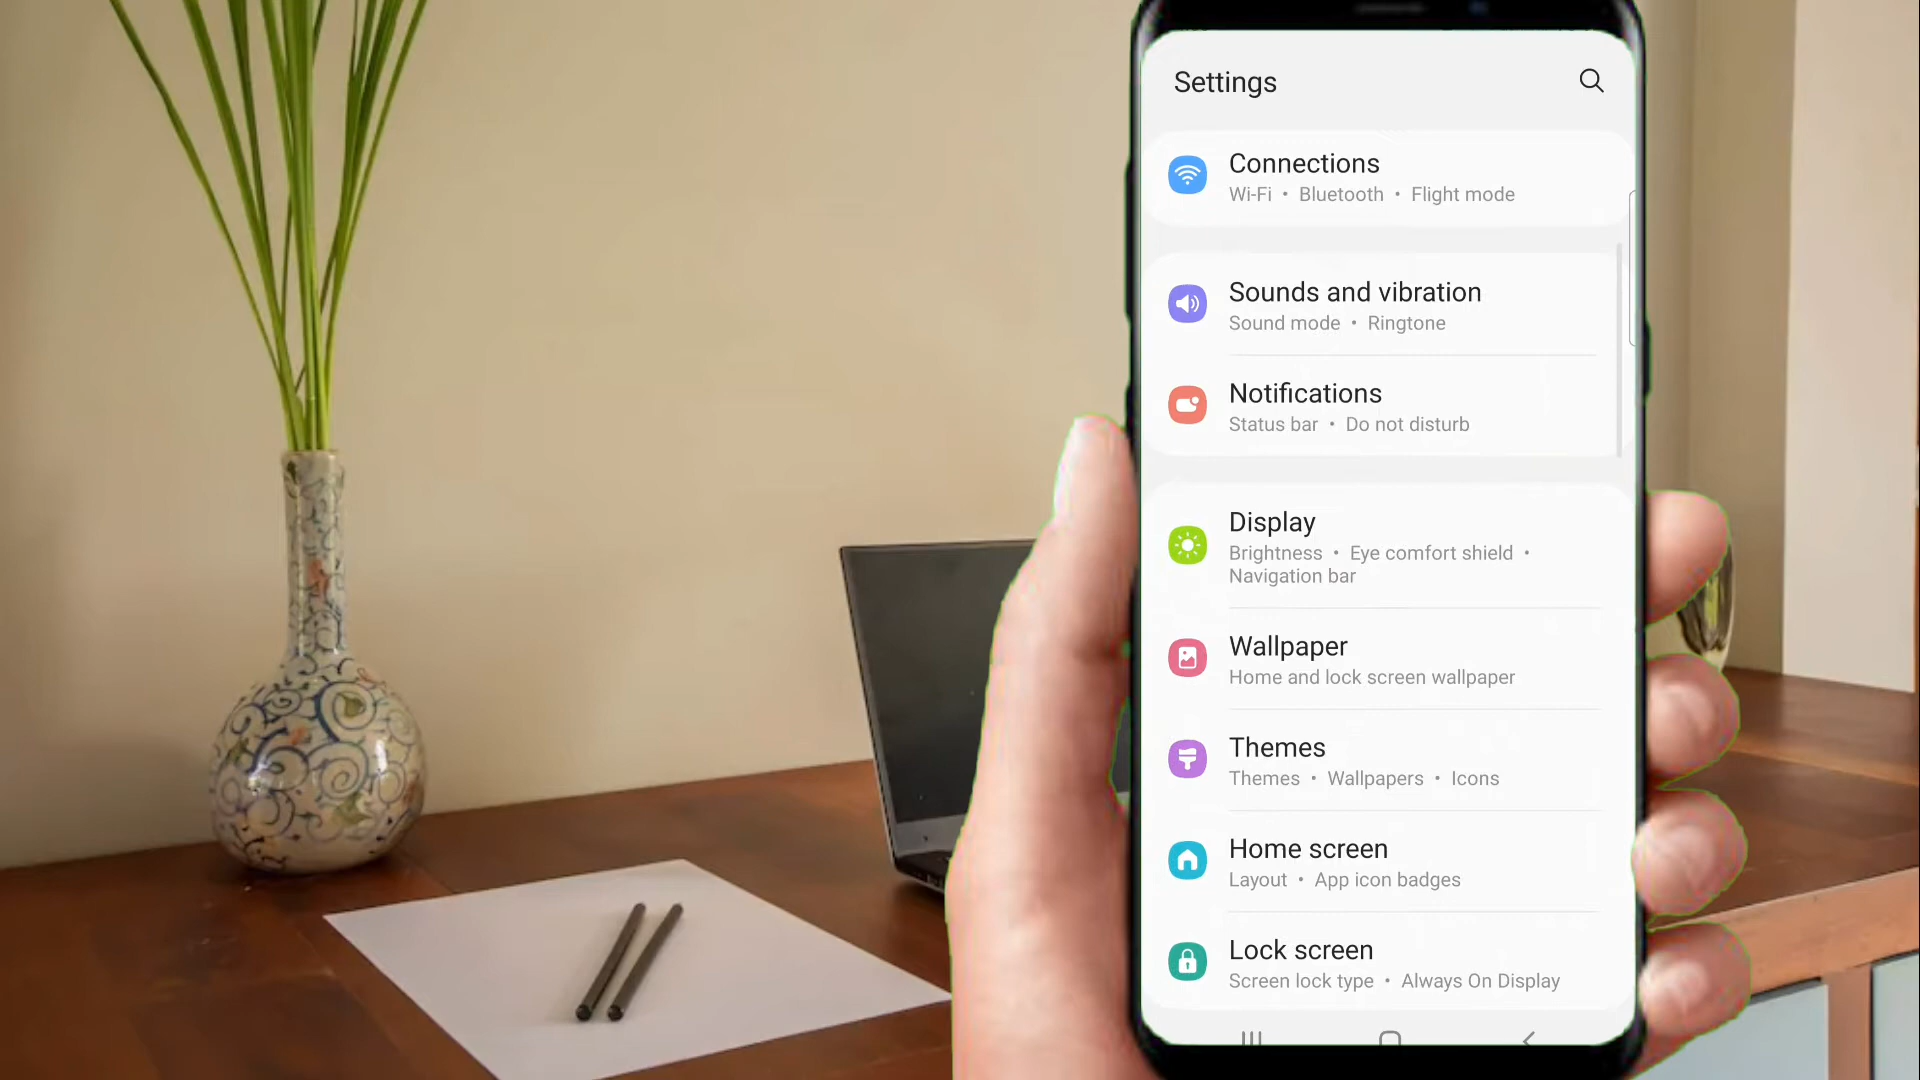 Settings
Connections
Wi-Fi • Bluetooth • Flight mode
Sounds and vibration
Sound mode • Ringtone
Notifications
Status bar • Do not disturb
Display
Brightness • Eye comfort shield •
Navigation bar
Wallpaper
Home and lock screen wallpaper
Themes
Themes • Wallpapers • Icons
Home screen
Layout • App icon badges
Lock screen
Screen lock type • Always On Display